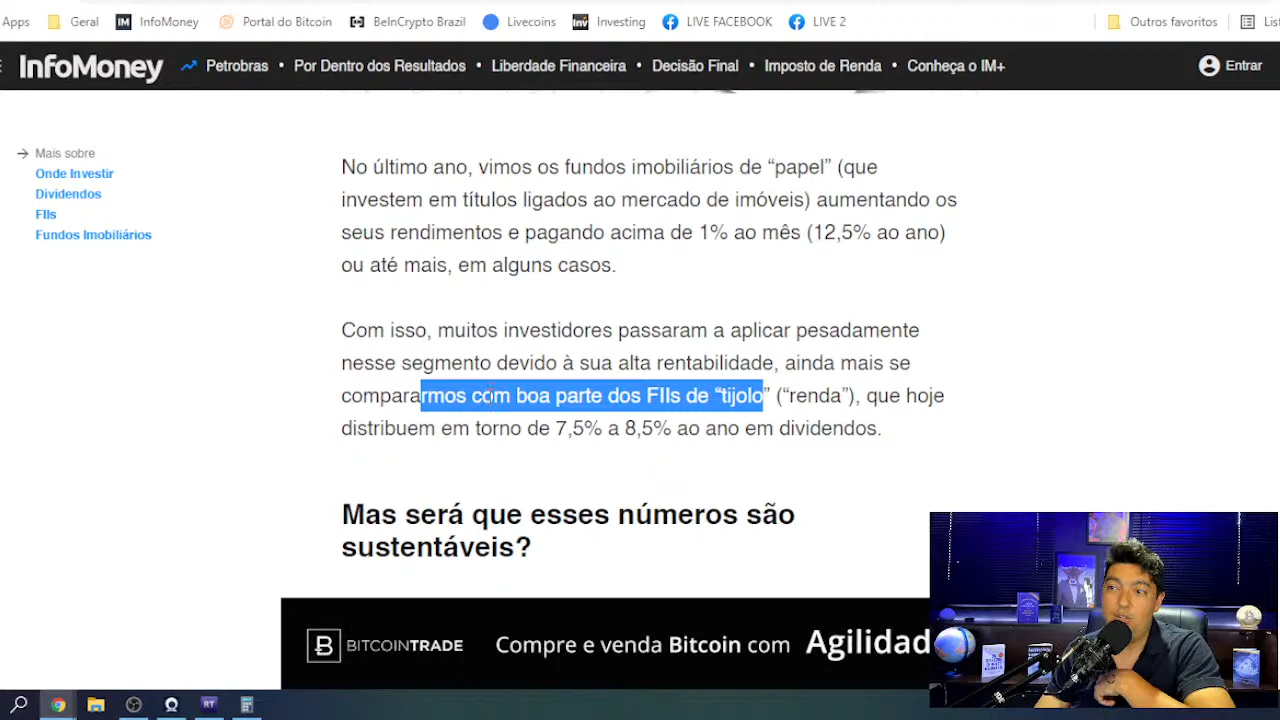 Apps Geral InfoMoney Portal do Bitcoin BeInCrypto Brazil Livecoins Investing LIVE FACEBOOK LIVE 2 Outros favoritos
InfoMoney Petrobras • Por Dentro dos Resultados • Liberdade Financeira • Decisão Final • Imposto de Renda • Conheça o IM+ Entrar
Mais sobre
Onde Investir
Dividendos
FIIs
Fundos Imobiliários
No último ano, vimos os fundos imobiliários de “papel” (que
investem em títulos ligados ao mercado de imóveis) aumentando os
seus rendimentos e pagando acima de 1% ao mês (12,5% ao ano)
ou até mais, em alguns casos.
Com isso, muitos investidores passaram a aplicar pesadamente
nesse segmento devido à sua alta rentabilidade, ainda mais se
compararmos com boa parte dos FIIs de “tijolo” (“renda”), que hoje
distribuem em torno de 7,5% a 8,5% ao ano em dividendos.
Mas será que esses números são
sustentáveis?
BITCOINTRADE Compre e venda Bitcoin com Agilidad